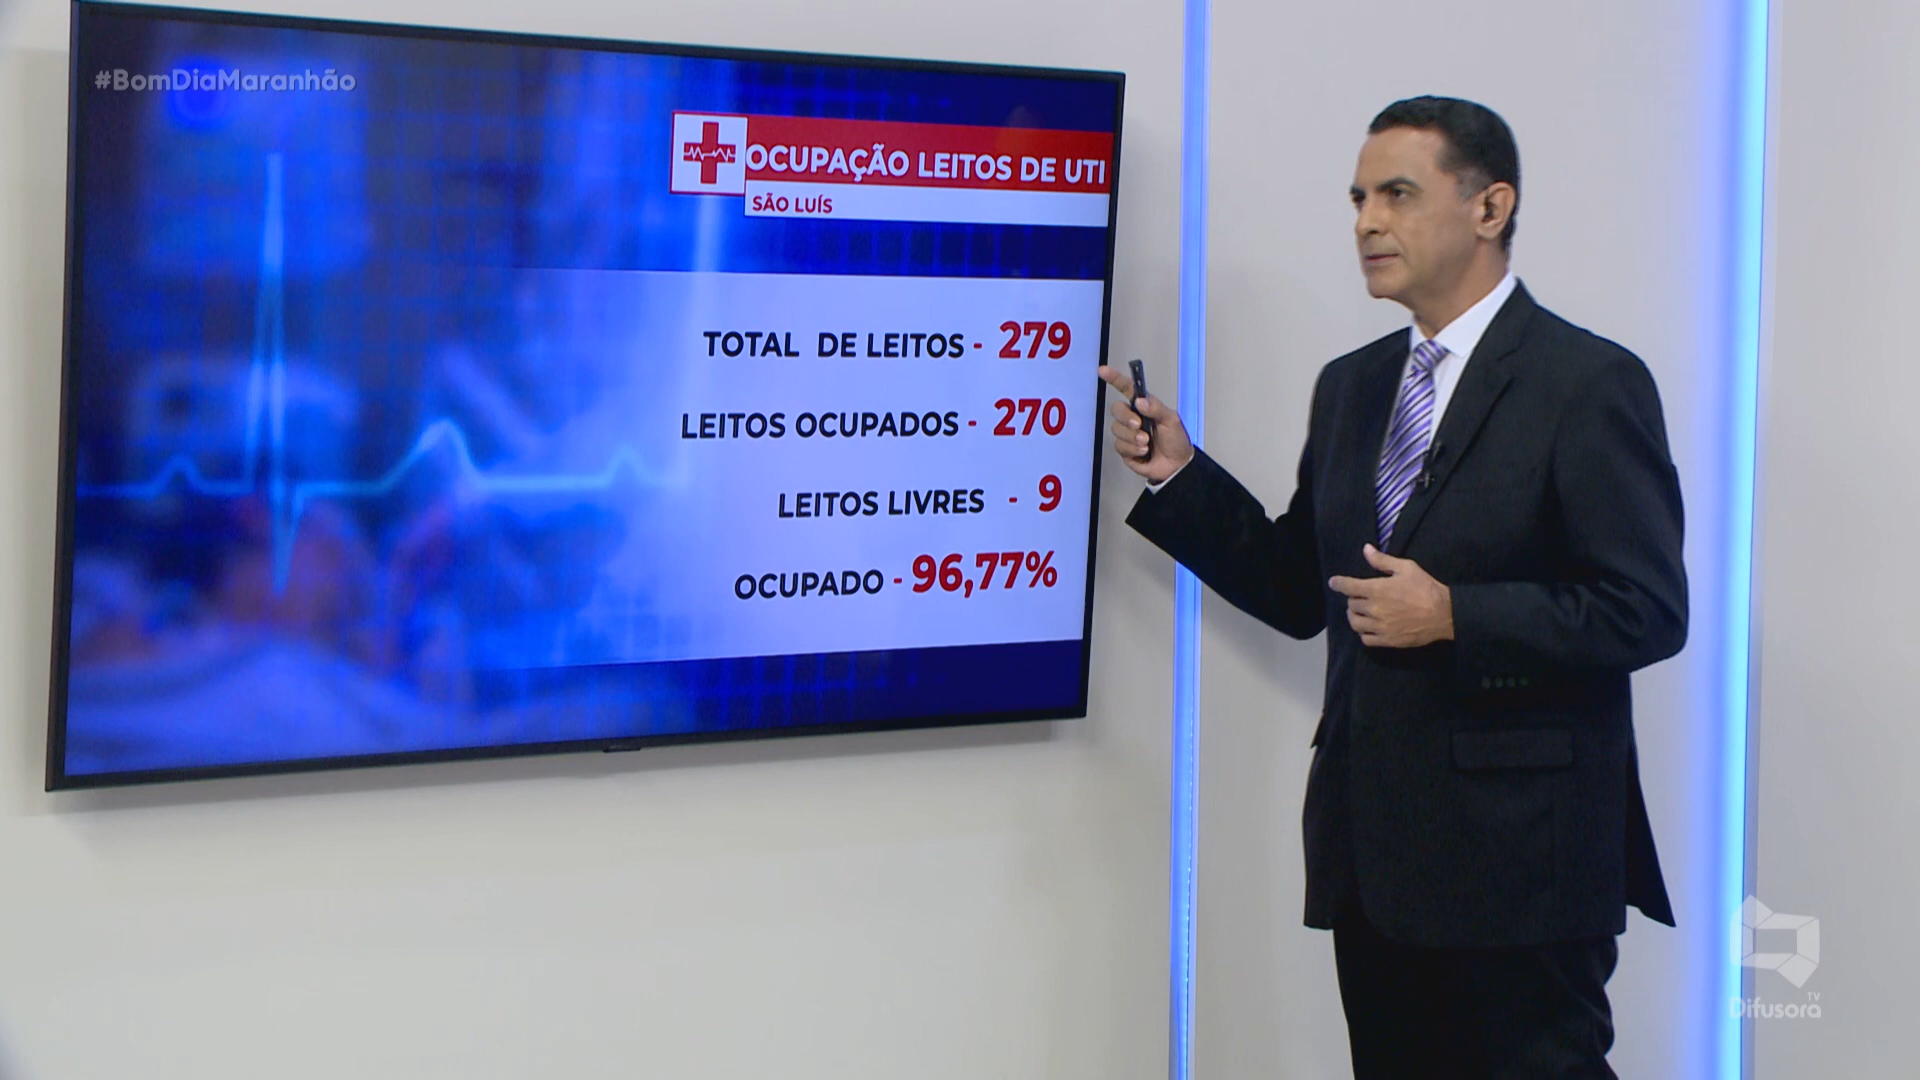 #BomDiaMaranhão
OCUPAÇÃO LEITOS DE UTI
SÃO LUÍS
TOTAL DE LEITOS - 279
LEITOS OCUPADOS - 270
LEITOS LIVRES - 9
OCUPADO - 96,77%
TV
Difusora